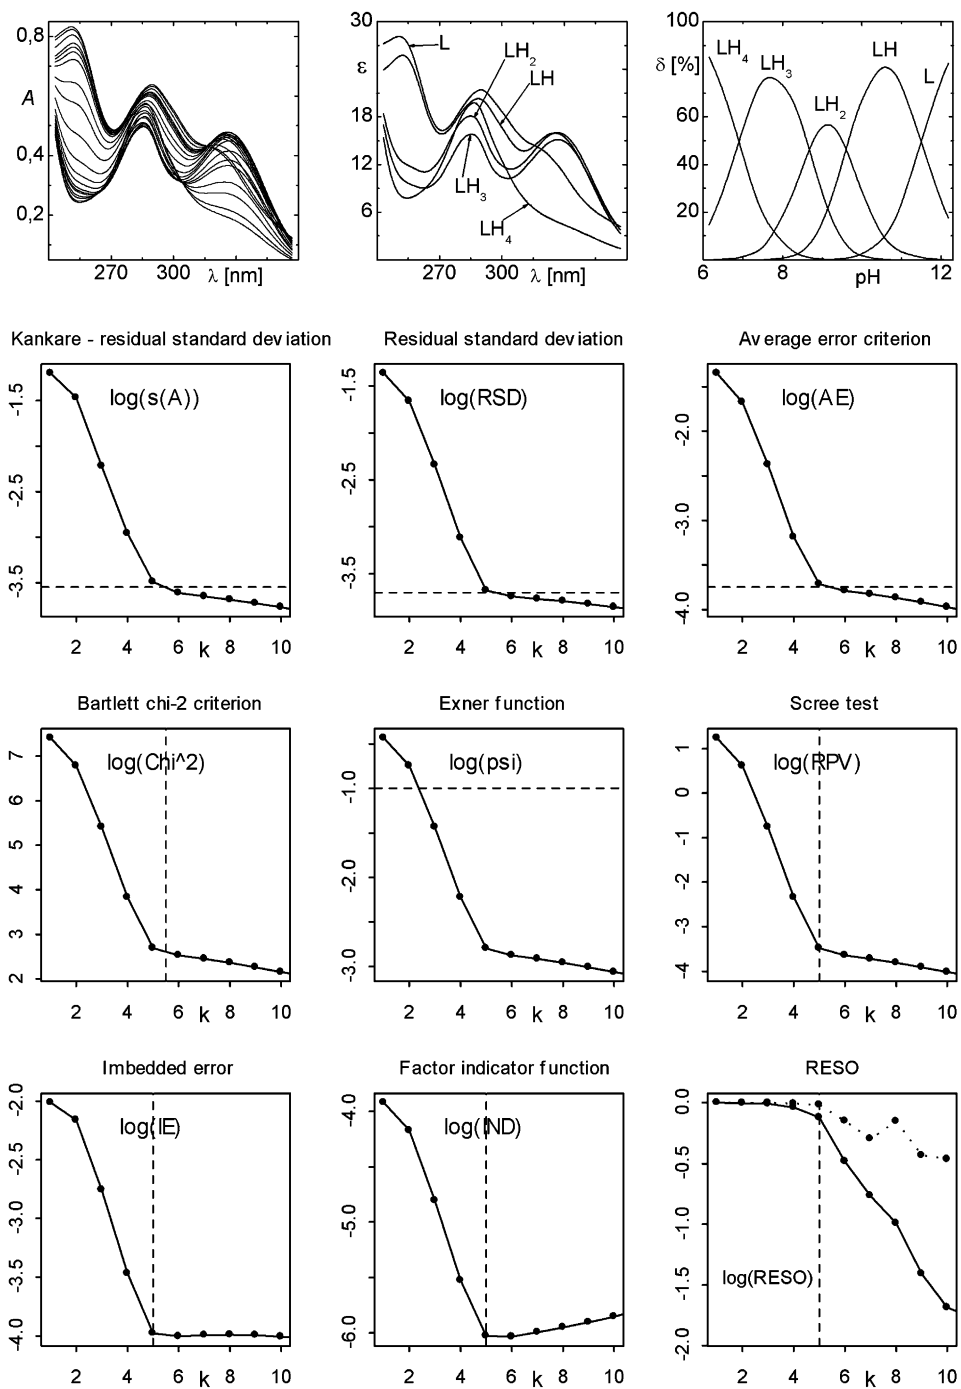 0,8
A
0,4
0,2
270
300
λ [nm]
30
ε
18
12
6
L
LH2
LH
LH3
LH4
270
300
λ [nm]
100
δ [%]
80
60
40
20
LH4
LH3
LH2
LH
L
6
8
pH
12
Kankare - residual standard deviation
log(s(A))
-1.5
-2.5
-3.5
2 4 6 k 8 10
Residual standard deviation
log(RSD)
-1.5
-2.5
-3.5
2 4 6 k 8 10
Average error criterion
log(AE)
-2.0
-3.0
-4.0
2 4 6 k 8 10
Bartlett chi-2 criterion
log(Chi^2)
7
6
5
4
3
2
2 4 6 k 8 10
Exner function
log(psi)
-1.0
-2.0
-3.0
2 4 6 k 8 10
Scree test
log(RPV)
1
0
-1
-2
-3
-4
2 4 6 k 8 10
Imbedded error
log(IE)
-2.0
-2.5
-3.0
-3.5
-4.0
2 4 6 k 8 10
Factor indicator function
log(IND)
-4.0
-5.0
-6.0
2 4 6 k 8 10
RESO
log(RESO)
0.0
-0.5
-1.0
-1.5
-2.0
2 4 6 k 8 10